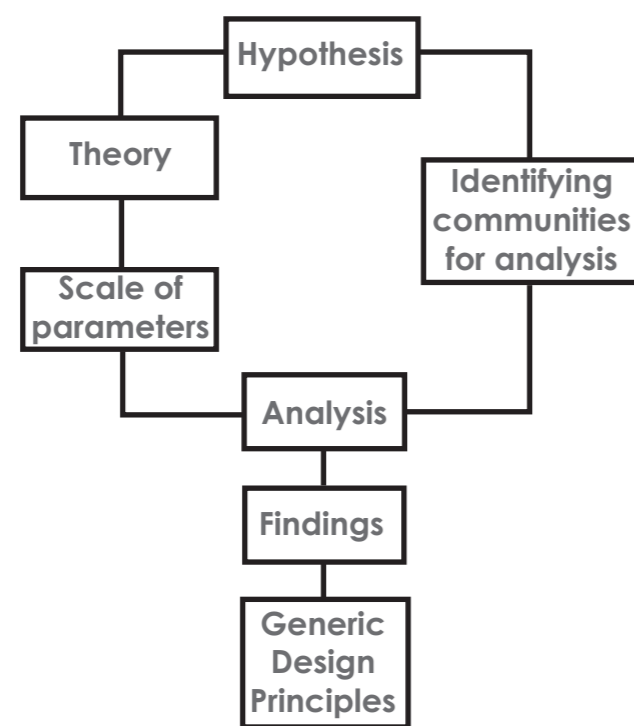 Hypothesis
Theory
Identifying
communities
for analysis
Scale of
parameters
Analysis
Findings
Generic
Design
Principles